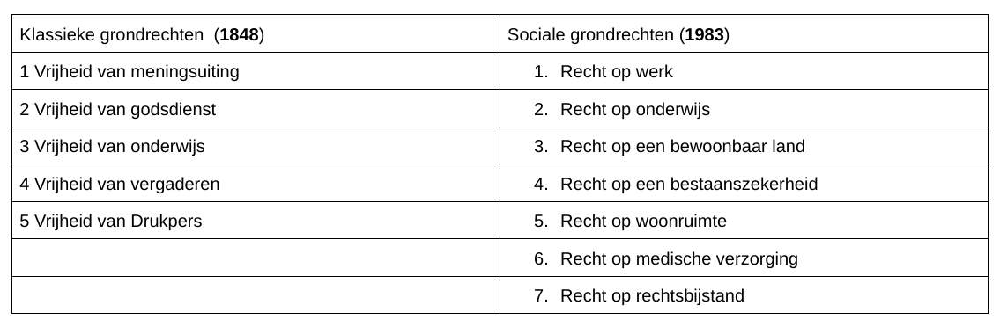 Klassieke grondrechten  (1848)
Sociale grondrechten (1983)
1 Vrijheid van meningsuiting
1. Recht op werk
2 Vrijheid van godsdienst
2. Recht op onderwijs
3 Vrijheid van onderwijs
3. Recht op een bewoonbaar land
4 Vrijheid van vergaderen
4. Recht op een bestaanszekerheid
5 Vrijheid van Drukpers
5. Recht op woonruimte
6. Recht op medische verzorging
7. Recht op rechtsbijstand